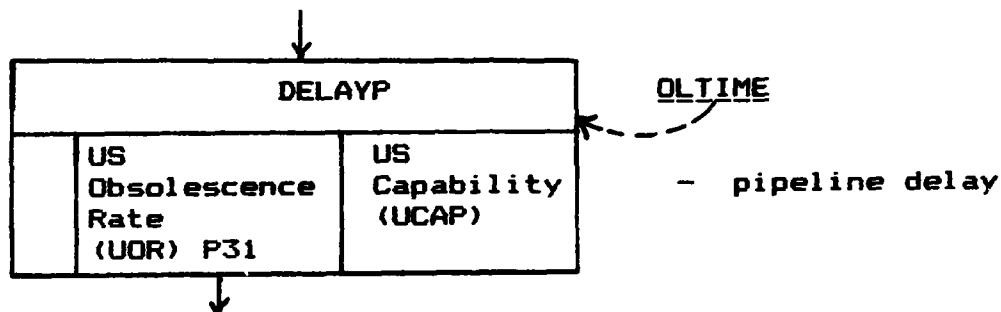 DELAYP
OLTIME
US
Obsolescence
Rate
(UOR) P31
US
Capability
(UCAP)
- pipeline delay